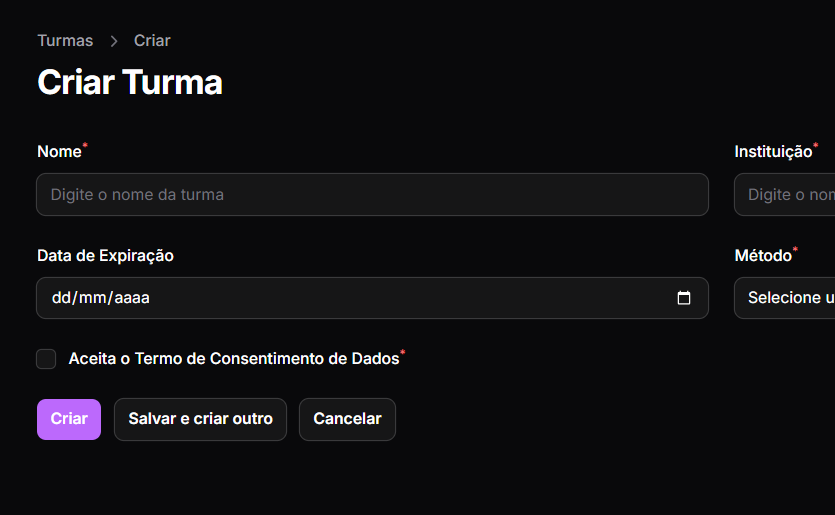 Turmas > Criar
Criar Turma
Nome* Instituição*
Digite o nome da turma Digite o
Data de Expiração Método*
dd/mm/aaaa Selecione
Aceita o Termo de Consentimento de Dados*
Criar Salvar e criar outro Cancelar